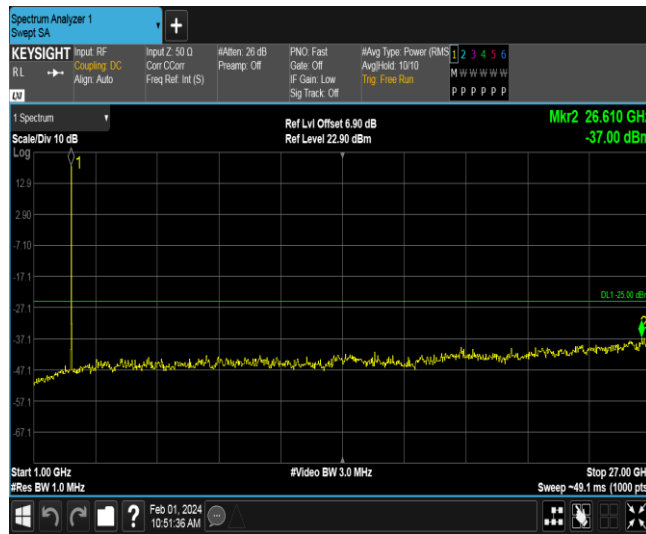 Spectrum Analyzer 1
Swept SA
+
KEYSIGHT
RL
LXI
Input: RF
Coupling: DC
Align: Auto
Input Z: 50 Ω
Corr CCorr
Freq Ref: Int (S)
#Atten: 26 dB
Preamp: Off
PNO: Fast
Gate: Off
IF Gain: Low
Sig Track: Off
#Avg Type: Power (RMS
Avg|Hold: 10/10
Trig: Free Run
1 2 3 4 5 6
M W W W W W
P P P P P P
1 Spectrum
Scale/Div 10 dB
Log
Ref Lvl Offset 6.90 dB
Ref Level 22.90 dBm
Mkr2 26.610 GHz
-37.00 dBm
1
12.9
2.90
-7.10
-17.1
DL1 -25.00 dBm
-27.1
-37.1
-47.1
-57.1
-67.1
Start 1.00 GHz
#Res BW 1.0 MHz
#Video BW 3.0 MHz
Stop 27.00 GHz
Sweep ~49.1 ms (1000 pts)
?
Feb 01, 2024
10:51:36 AM